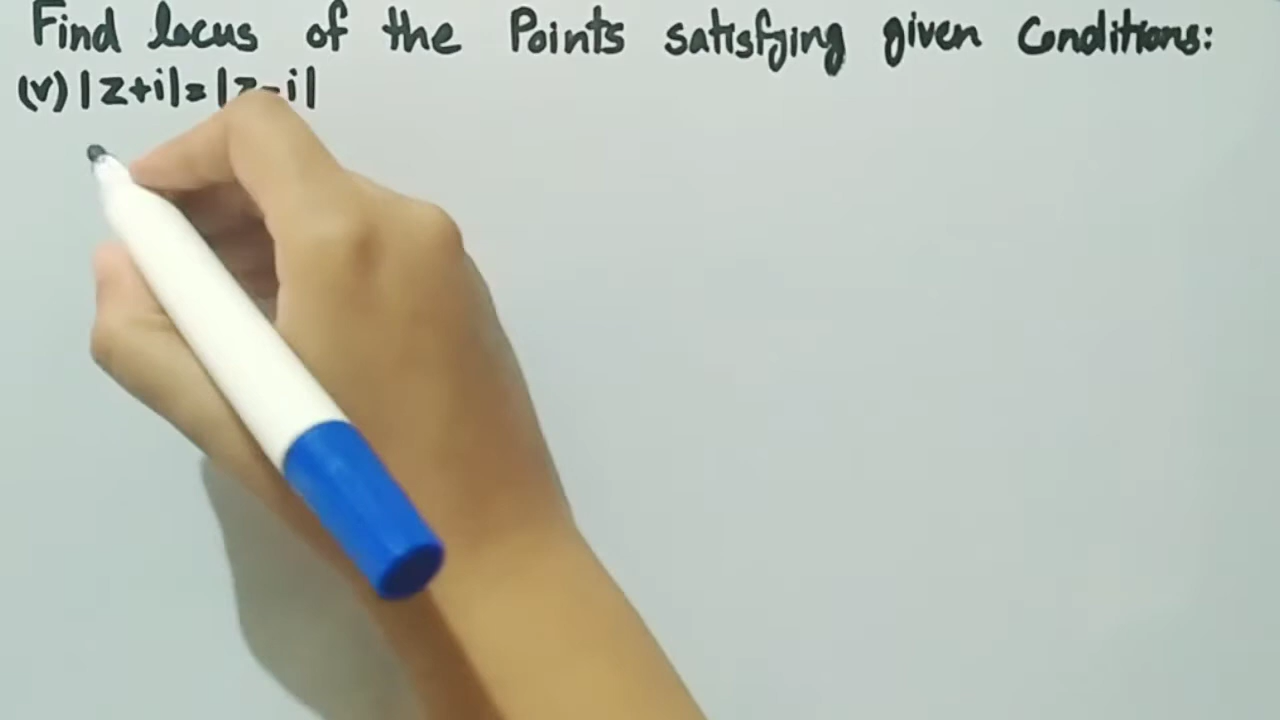 Find locus of the Points satisfying given Conditions:
(v) |z+i|=|z-i|